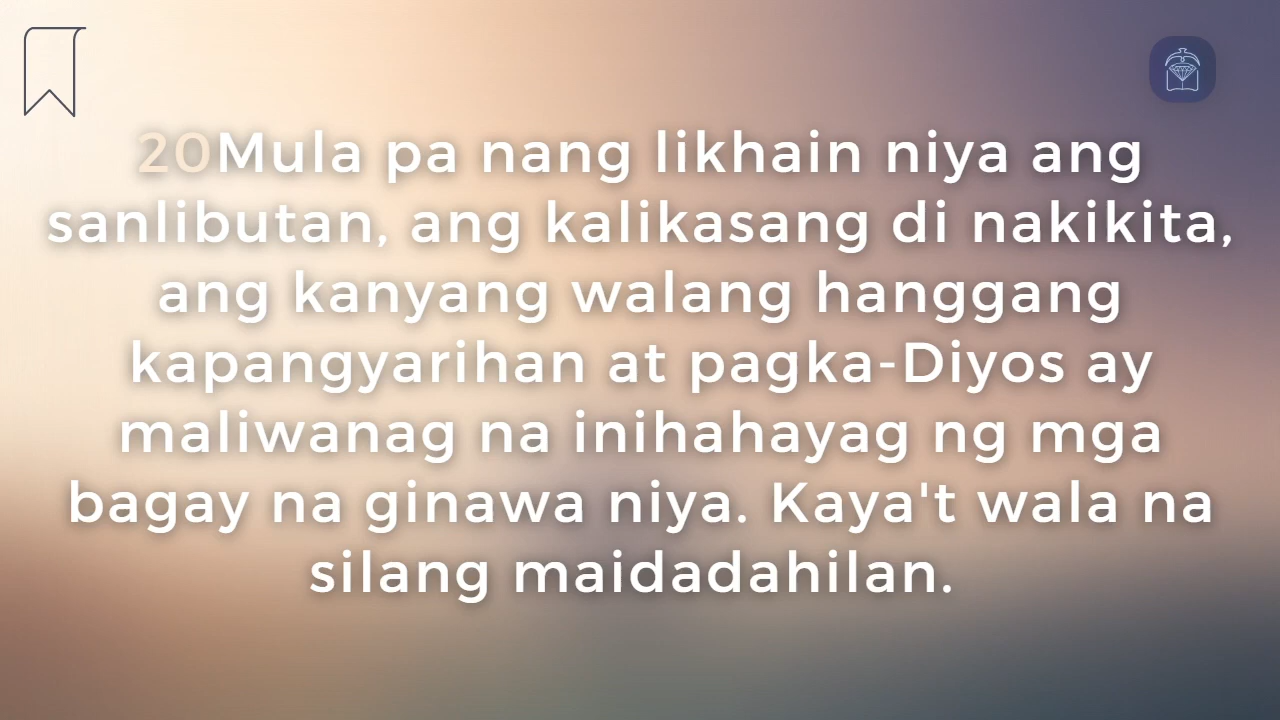 20Mula pa nang likhain niya ang
sanlibutan, ang kalikasang di nakikita,
ang kanyang walang hanggang
kapangyarihan at pagka-Diyos ay
maliwanag na inihahayag ng mga
bagay na ginawa niya. Kaya't wala na
silang maidadahilan.